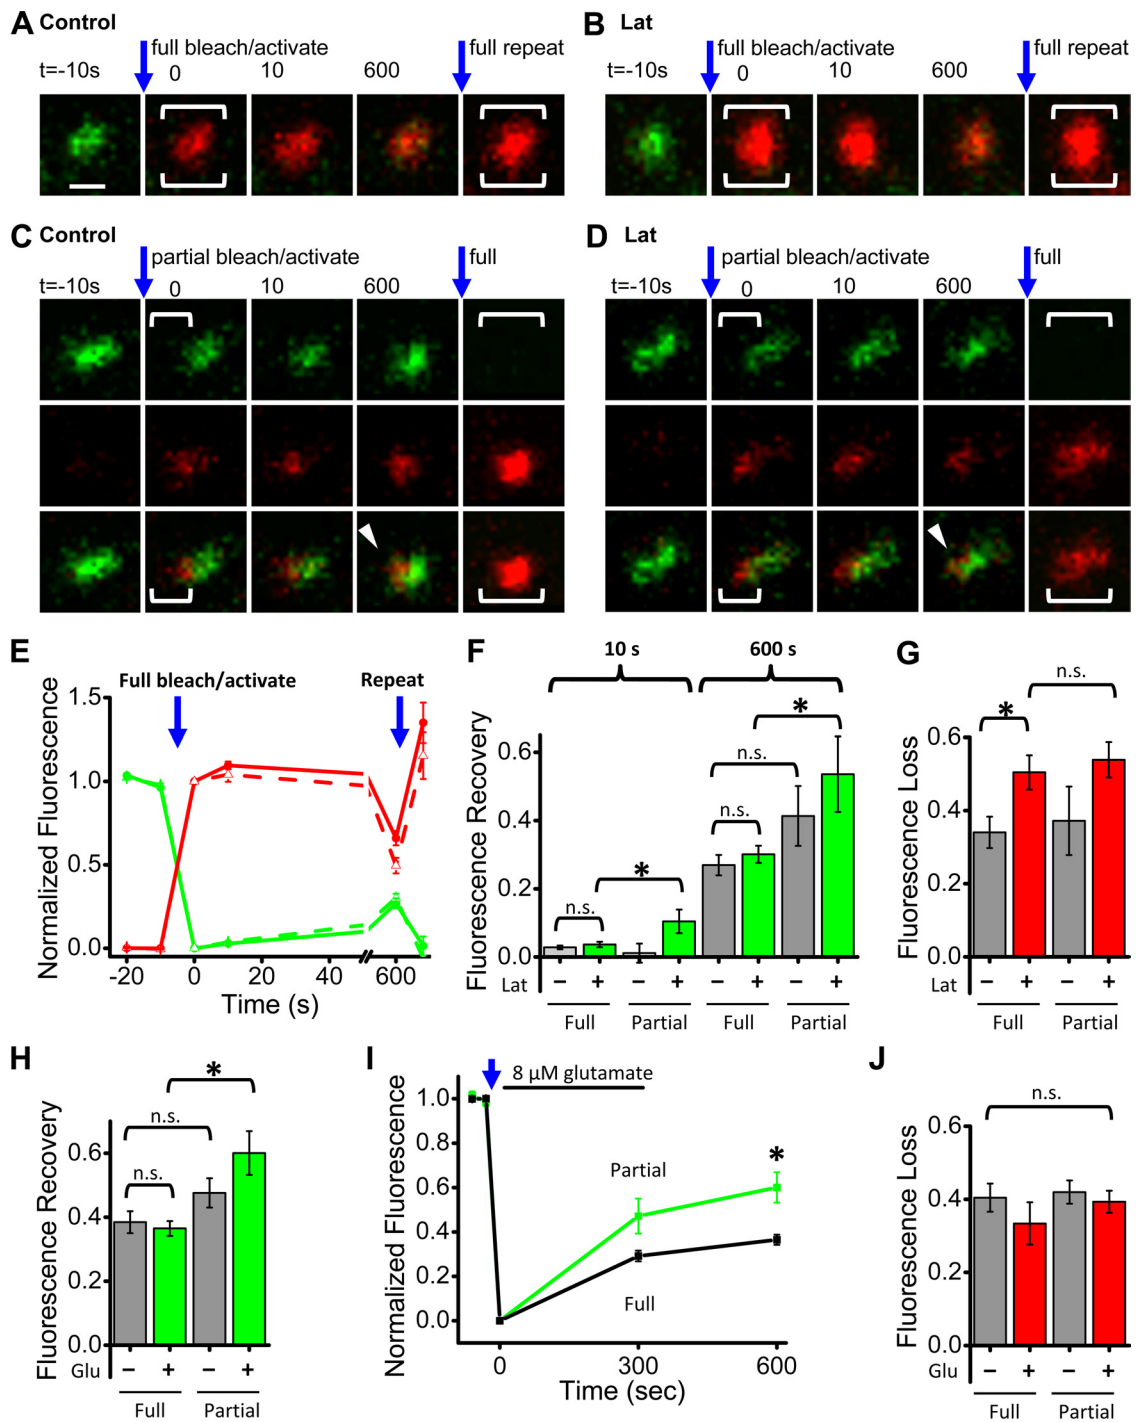 A Control
full bleach/activate
full repeat
t=-10s 0 10 600
B Lat
full bleach/activate
full repeat
t=-10s 0 10 600
C Control
partial bleach/activate
full
t=-10s 0 10 600
D Lat
partial bleach/activate
full
t=-10s 0 10 600
E
Full bleach/activate
Repeat
Normalized Fluorescence
1.5
1.0
0.5
0.0
-20 0 20 40 600
Time (s)
F
10 s 600 s
Fluorescence Recovery
0.6
0.4
0.2
0.0
n.s.
*
n.s.
n.s.
*
Lat − + − + − + − +
Full Partial Full Partial
G
Fluorescence Loss
0.6
0.4
0.2
0.0
*
n.s.
Lat − + − +
Full Partial
H
Fluorescence Recovery
0.6
0.4
0.2
0.0
*
n.s.
n.s.
Glu − + − +
Full Partial
I
8 µM glutamate
Normalized Fluorescence
1.0
0.8
0.6
0.4
0.2
0.0
Partial
*
Full
0 300 600
Time (sec)
J
Fluorescence Loss
0.6
0.4
0.2
0.0
n.s.
Glu − + − +
Full Partial